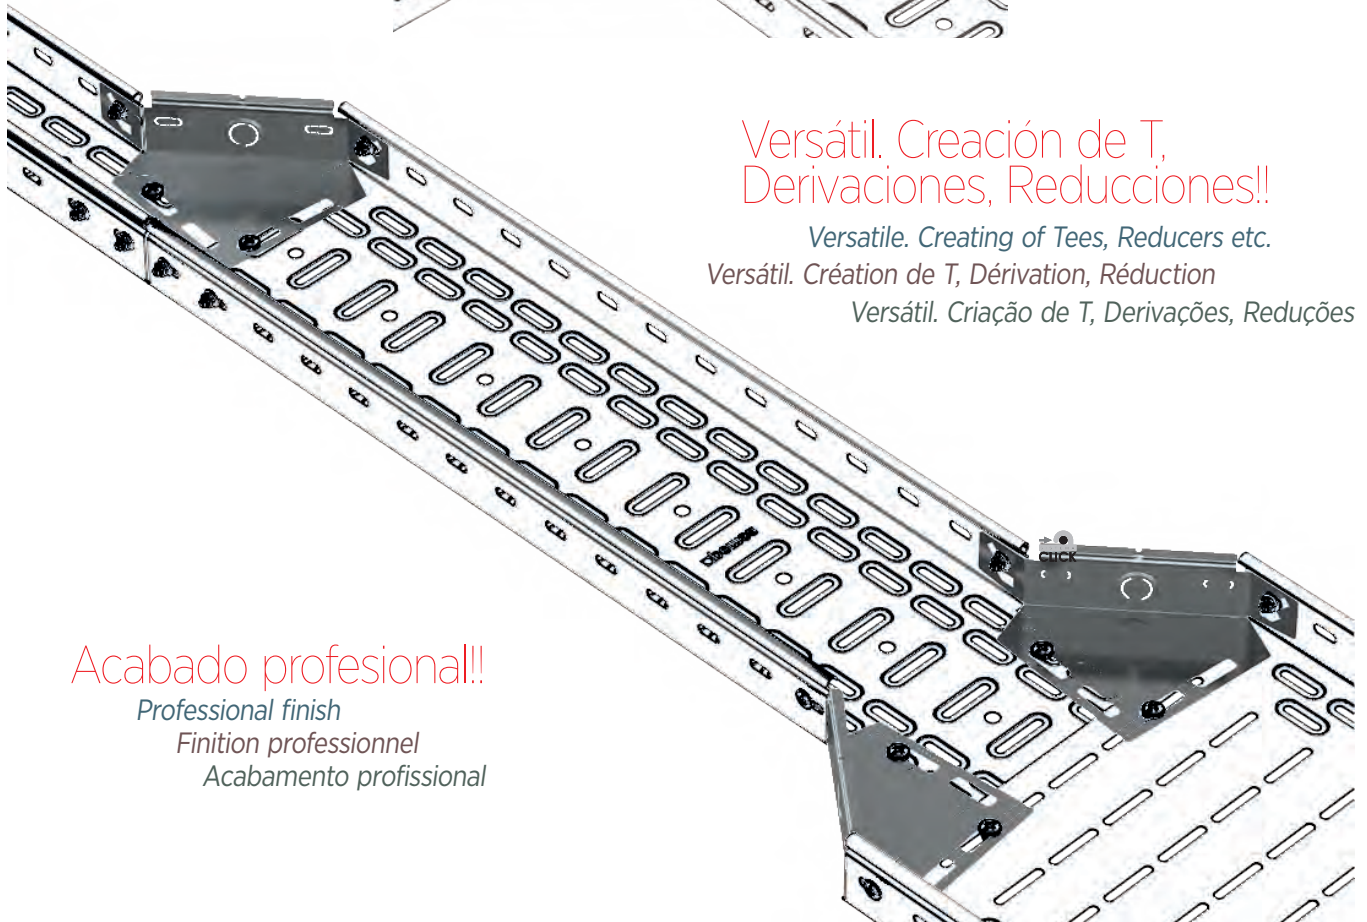 Versátil. Creación de T,
Derivaciones, Reducciones!!
Versatile. Creating of Tees, Reducers etc.
Versátil. Création de T, Dérivation, Réduction
Versátil. Criação de T, Derivações, Reduções
CLICK
Acabado profesional!!
Professional finish
Finition professionnel
Acabamento profissional